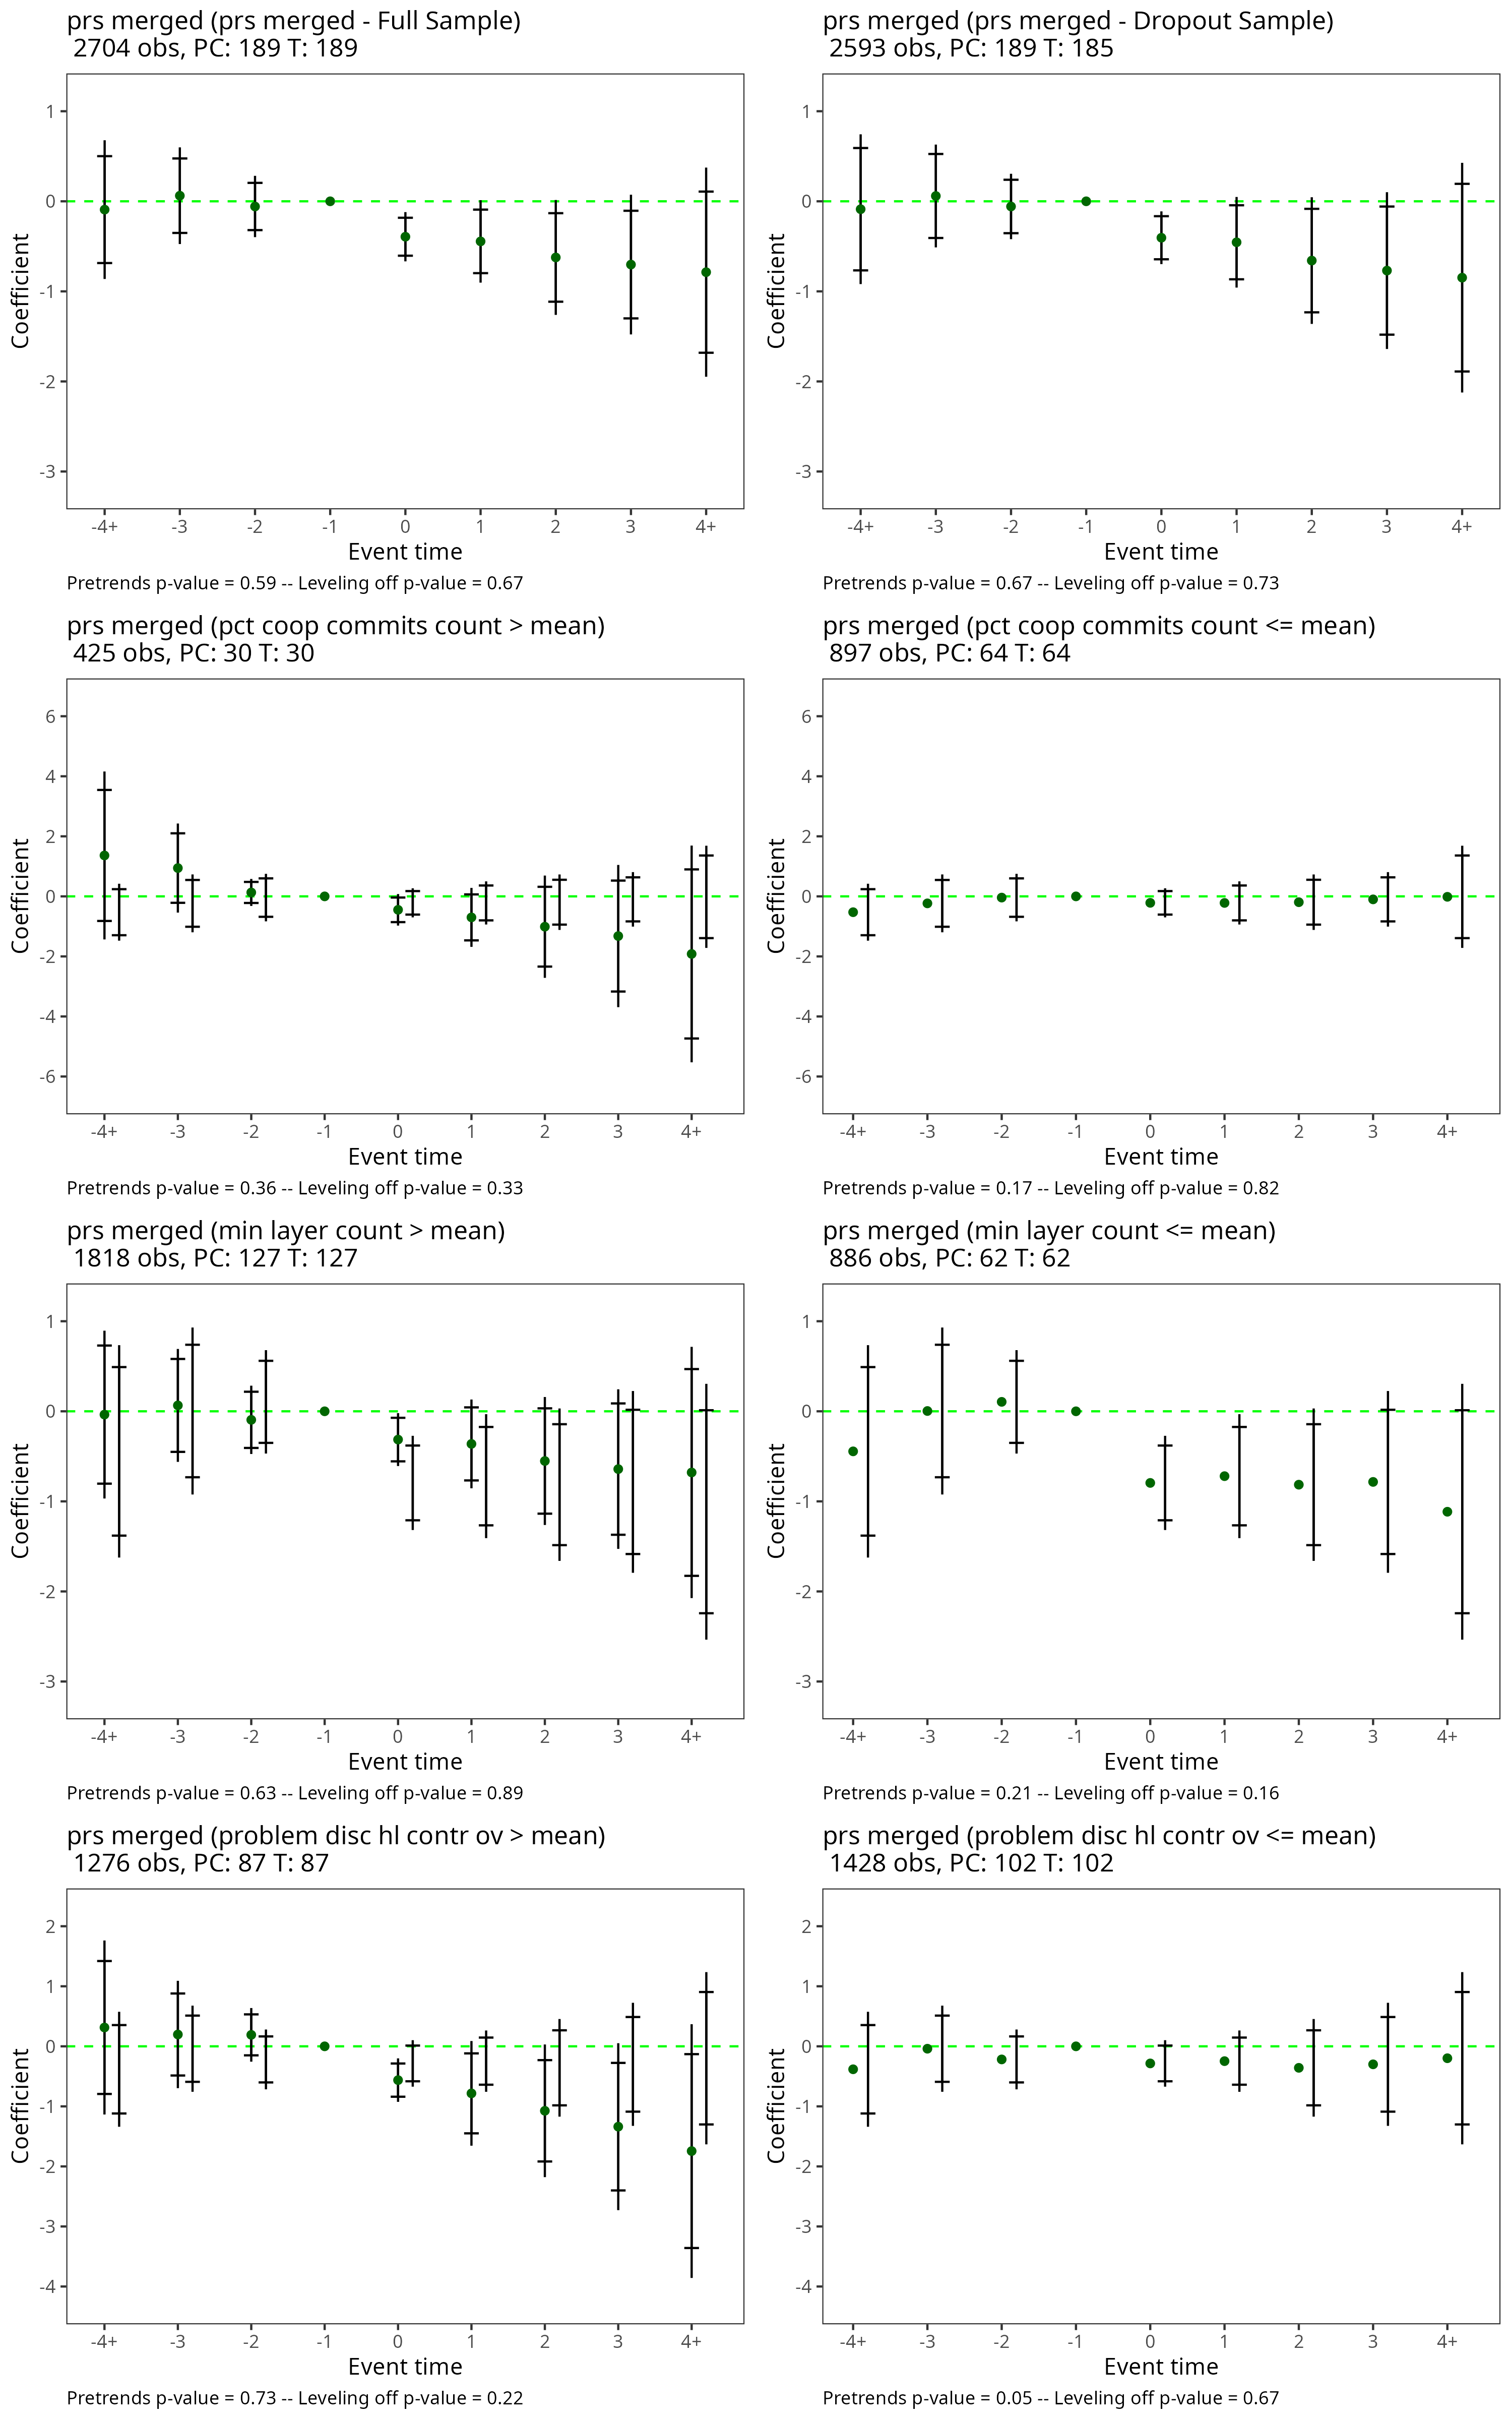 prs merged (prs merged - Full Sample)
2704 obs, PC: 189 T: 189
Coefficient
1
0
-1
-2
-3
-4+ -3 -2 -1 0 1 2 3 4+
Event time
Pretrends p-value = 0.59 -- Leveling off p-value = 0.67
prs merged (prs merged - Dropout Sample)
2593 obs, PC: 189 T: 185
Coefficient
1
0
-1
-2
-3
-4+ -3 -2 -1 0 1 2 3 4+
Event time
Pretrends p-value = 0.67 -- Leveling off p-value = 0.73
prs merged (pct coop commits count > mean)
425 obs, PC: 30 T: 30
Coefficient
6
4
2
0
-2
-4
-6
-4+ -3 -2 -1 0 1 2 3 4+
Event time
Pretrends p-value = 0.36 -- Leveling off p-value = 0.33
prs merged (pct coop commits count <= mean)
897 obs, PC: 64 T: 64
Coefficient
6
4
2
0
-2
-4
-6
-4+ -3 -2 -1 0 1 2 3 4+
Event time
Pretrends p-value = 0.17 -- Leveling off p-value = 0.82
prs merged (min layer count > mean)
1818 obs, PC: 127 T: 127
Coefficient
1
0
-1
-2
-3
-4+ -3 -2 -1 0 1 2 3 4+
Event time
Pretrends p-value = 0.63 -- Leveling off p-value = 0.89
prs merged (min layer count <= mean)
886 obs, PC: 62 T: 62
Coefficient
1
0
-1
-2
-3
-4+ -3 -2 -1 0 1 2 3 4+
Event time
Pretrends p-value = 0.21 -- Leveling off p-value = 0.16
prs merged (problem disc hl contr ov > mean)
1276 obs, PC: 87 T: 87
Coefficient
2
1
0
-1
-2
-3
-4
-4+ -3 -2 -1 0 1 2 3 4+
Event time
Pretrends p-value = 0.73 -- Leveling off p-value = 0.22
prs merged (problem disc hl contr ov <= mean)
1428 obs, PC: 102 T: 102
Coefficient
2
1
0
-1
-2
-3
-4
-4+ -3 -2 -1 0 1 2 3 4+
Event time
Pretrends p-value = 0.05 -- Leveling off p-value = 0.67